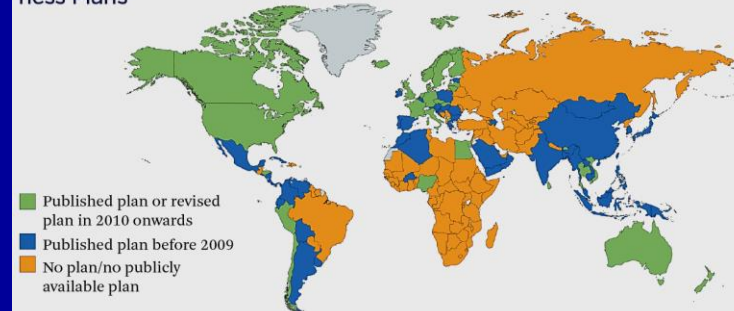 ness Plans
Published plan or revised
plan in 2010 onwards
Published plan before 2009
No plan/no publicly
available plan